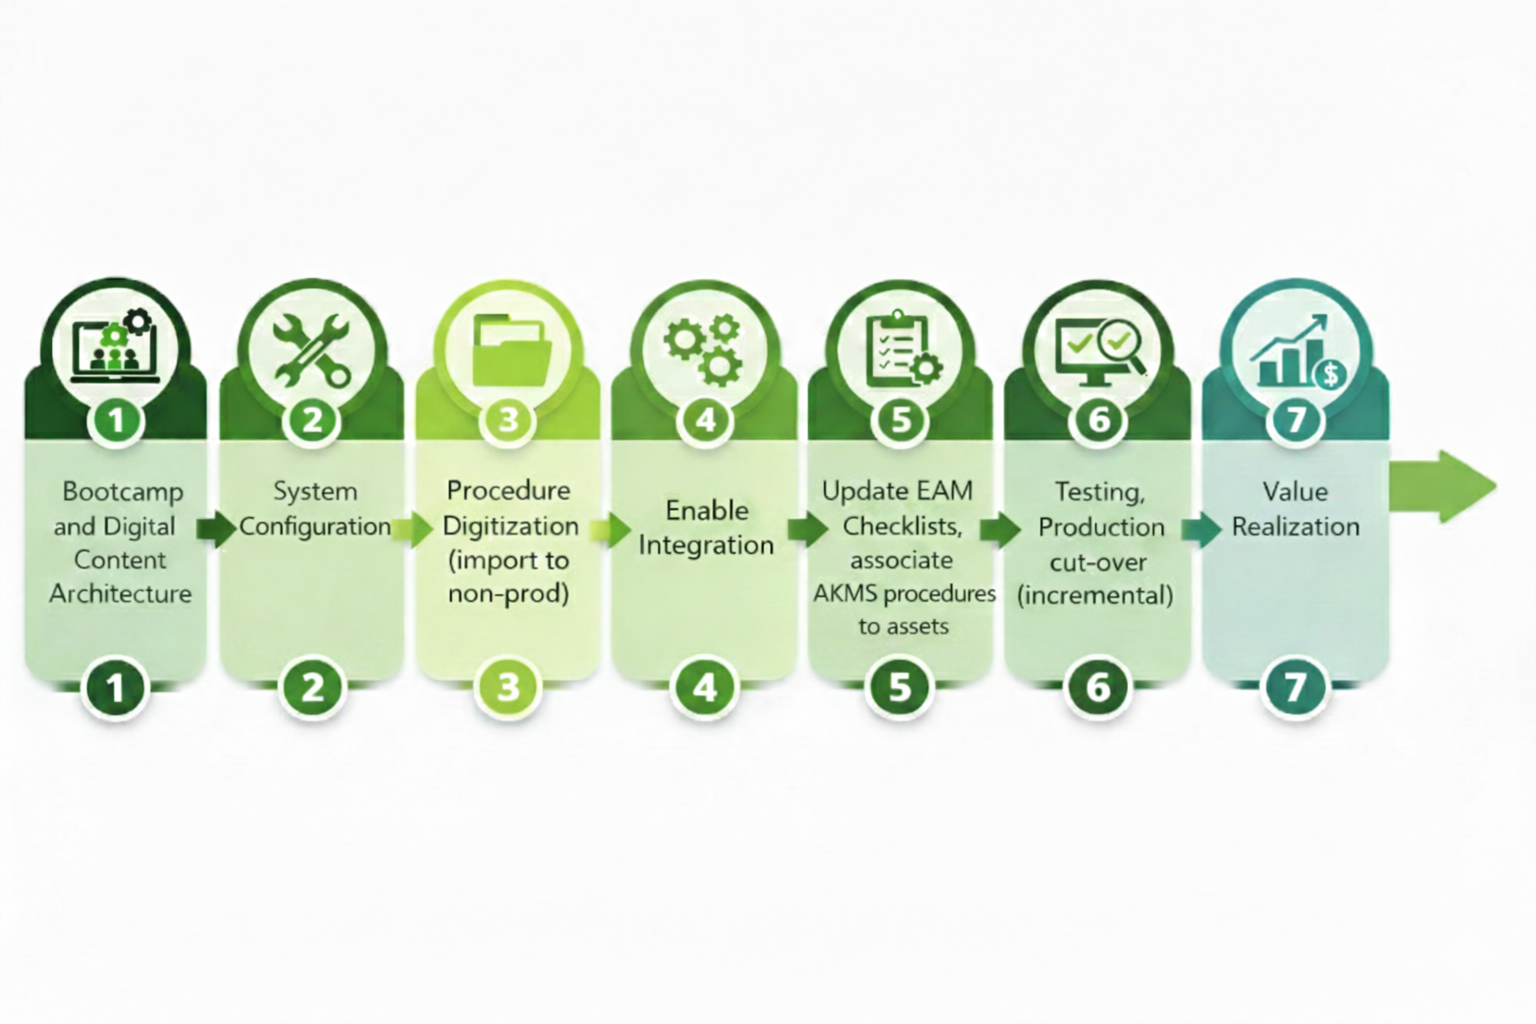 1
Bootcamp
and Digital
Content
Architecture
1
2
System
Configuration
2
3
Procedure
Digitization
(import to
non-prod)
3
4
Enable
Integration
4
5
Update EAM
Checklists,
associate
AKMS procedures
to assets
5
6
Testing,
Production
cut-over
(incremental)
6
$
7
Value
Realization
7